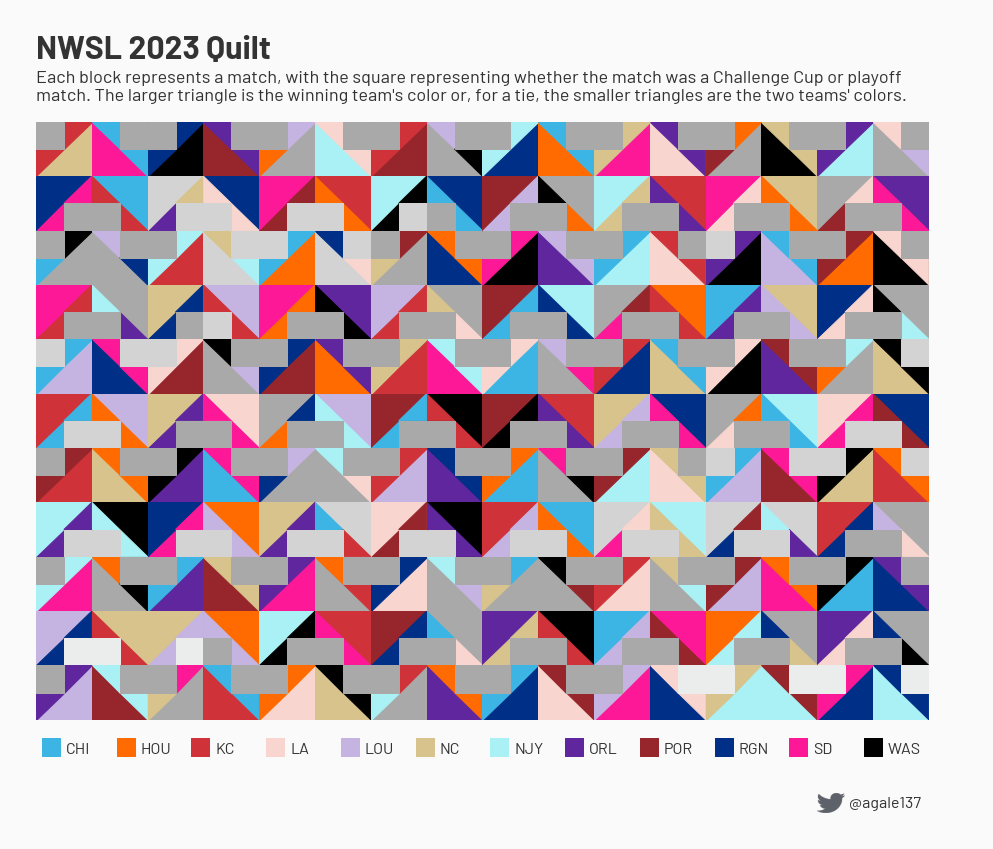 NWSL 2023 Quilt
Each block represents a match, with the square representing whether the match was a Challenge Cup or playoff
match. The larger triangle is the winning team's color or, for a tie, the smaller triangles are the two teams' colors.
CHI HOU KC LA LOU NC NJY ORL POR RGN SD WAS
@agale137